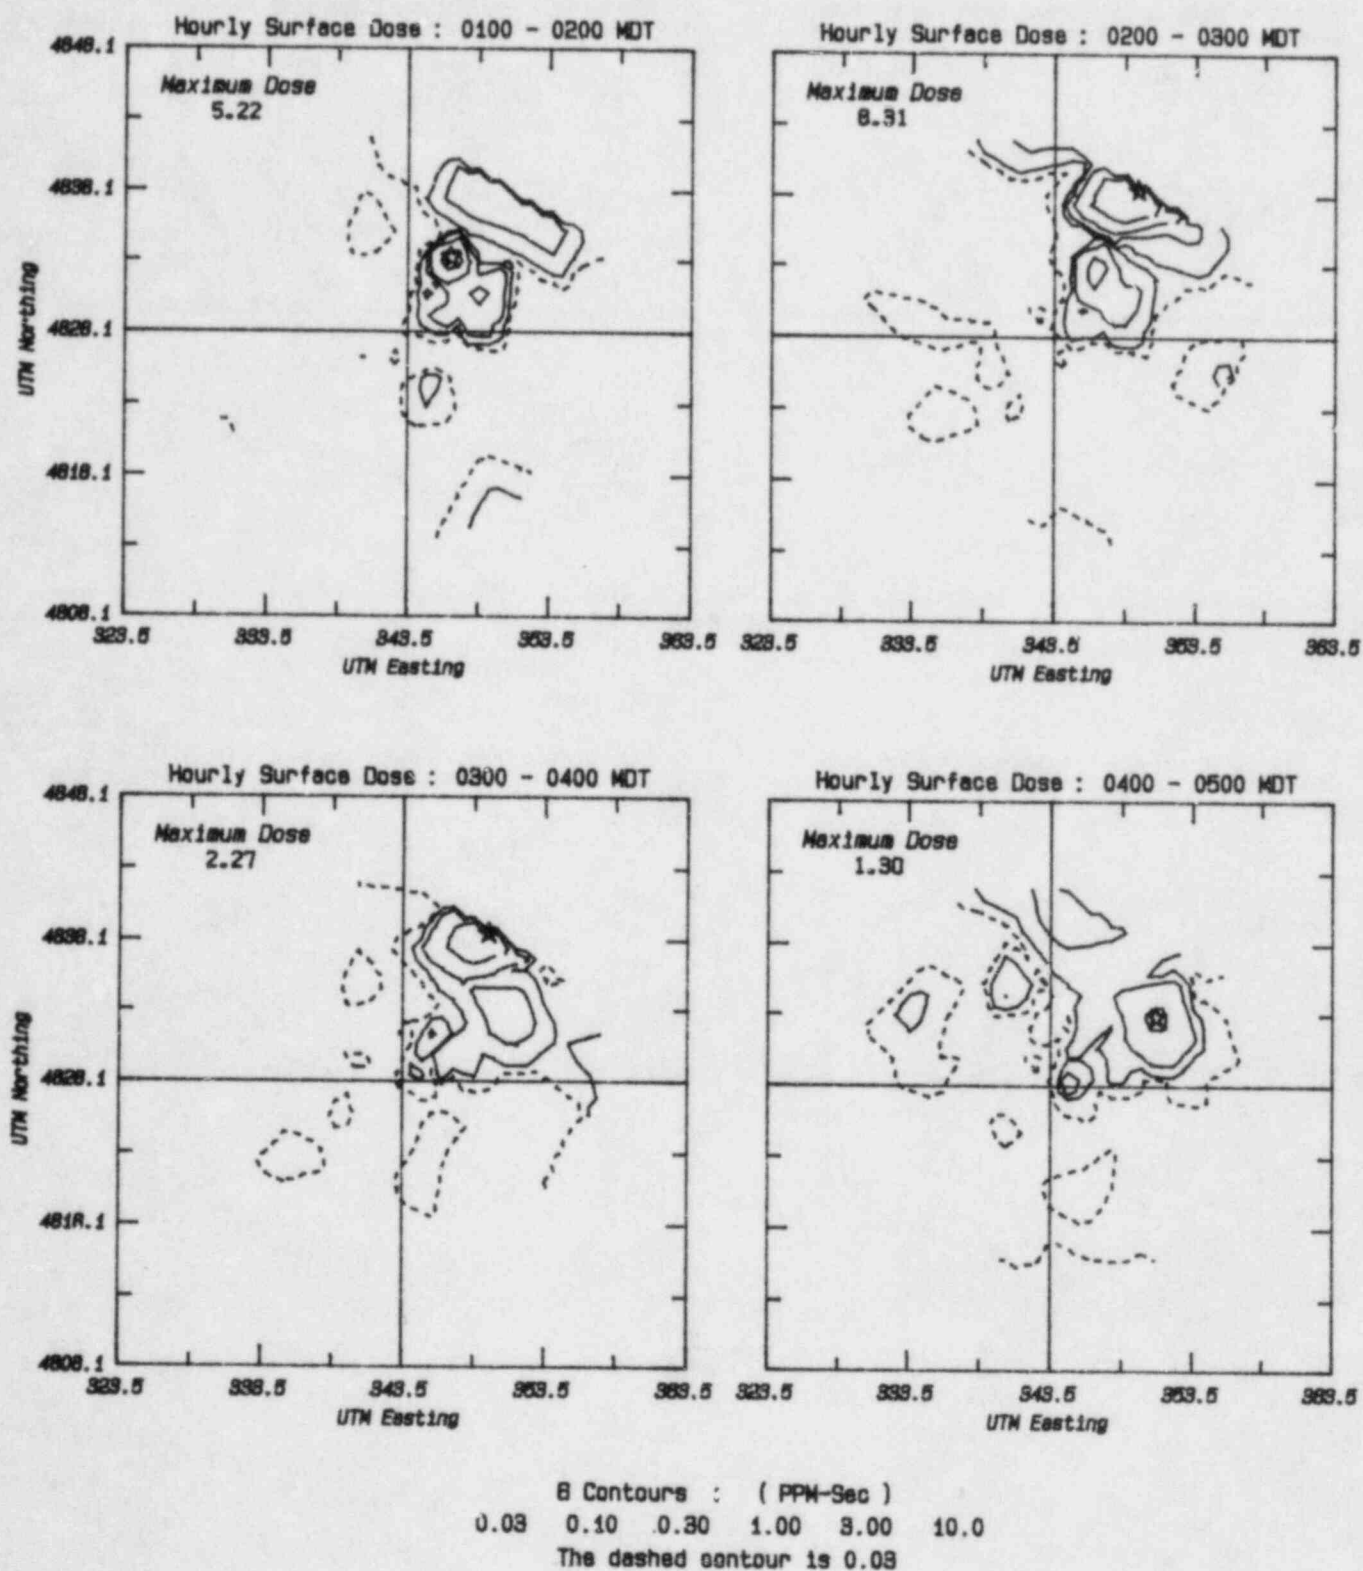 Hourly Surface Dose : 0100 - 0200 MDT
Maximum Dose
5.22
4848.1
4838.1
4828.1
4818.1
4808.1
UTM Northing
323.5 333.5 343.5 353.5 363.5
UTM Easting
Hourly Surface Dose : 0200 - 0300 MDT
Maximum Dose
8.31
323.5 333.5 343.5 353.5 363.5
UTM Easting
Hourly Surface Dose : 0300 - 0400 MDT
Maximum Dose
2.27
4848.1
4838.1
4828.1
4818.1
4808.1
UTM Northing
323.5 333.5 343.5 353.5 363.5
UTM Easting
Hourly Surface Dose : 0400 - 0500 MDT
Maximum Dose
1.30
323.5 333.5 343.5 353.5 363.5
UTM Easting
6 Contours : ( PPM-Sec )
0.03 0.10 0.30 1.00 3.00 10.0
The dashed contour is 0.03